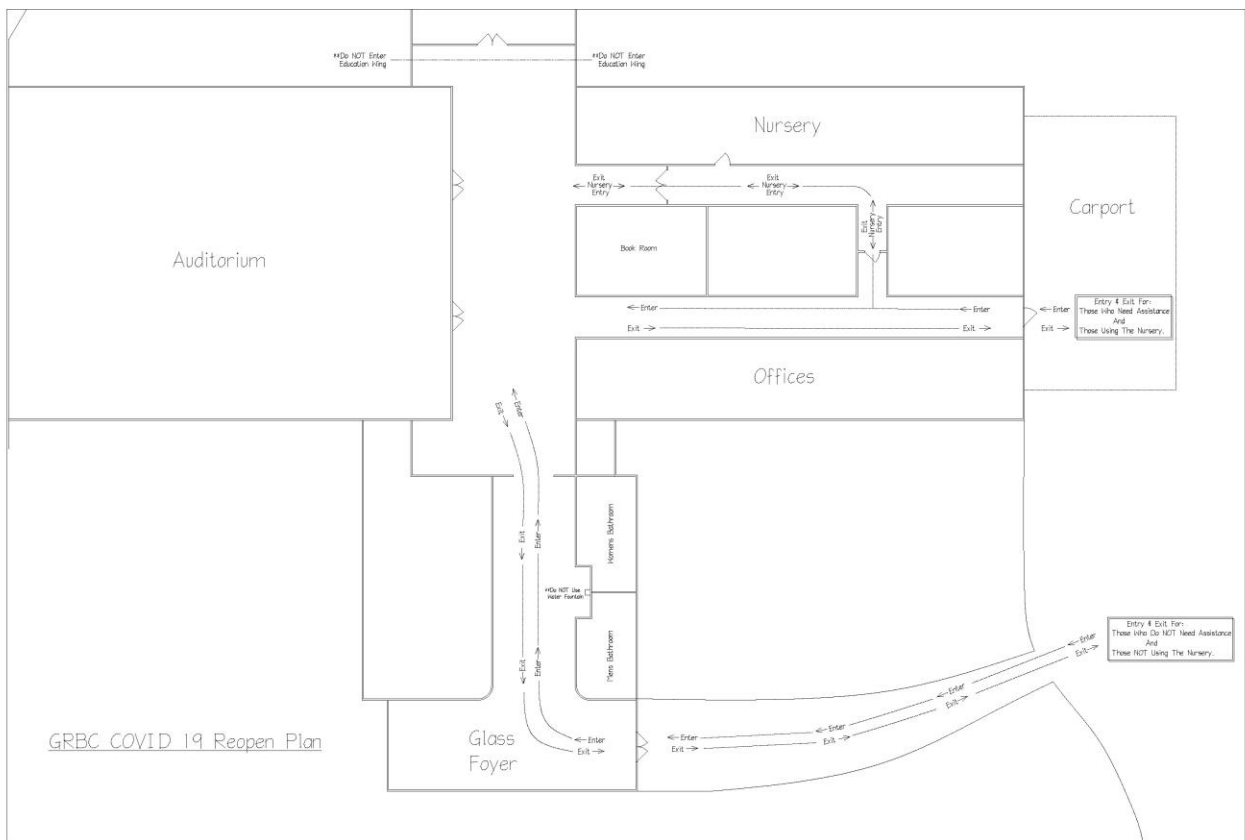 **Do NOT Enter
Education Wing
**Do NOT Enter
Education Wing
Nursery
Exit
Nursery
Entry
Exit
Nursery
Entry
Exit
Nursery
Entry
Carport
Auditorium
Book Room
Enter
Enter
Enter
Exit
Exit
Exit
Entry & Exit For:
Those Who Need Assistance
And
Those Using The Nursery.
Offices
Exit
Enter
Womens Bathroom
Exit
Enter
**Do NOT Use
Water Fountain
Mens Bathroom
Exit
Enter
Entry & Exit For:
Those Who Do NOT Need Assistance
And
Those NOT Using The Nursery.
Enter
Exit
Enter
Exit
Enter
Exit
Enter
Exit
Enter
Exit
Glass
Foyer
GRBC COVID 19 Reopen Plan